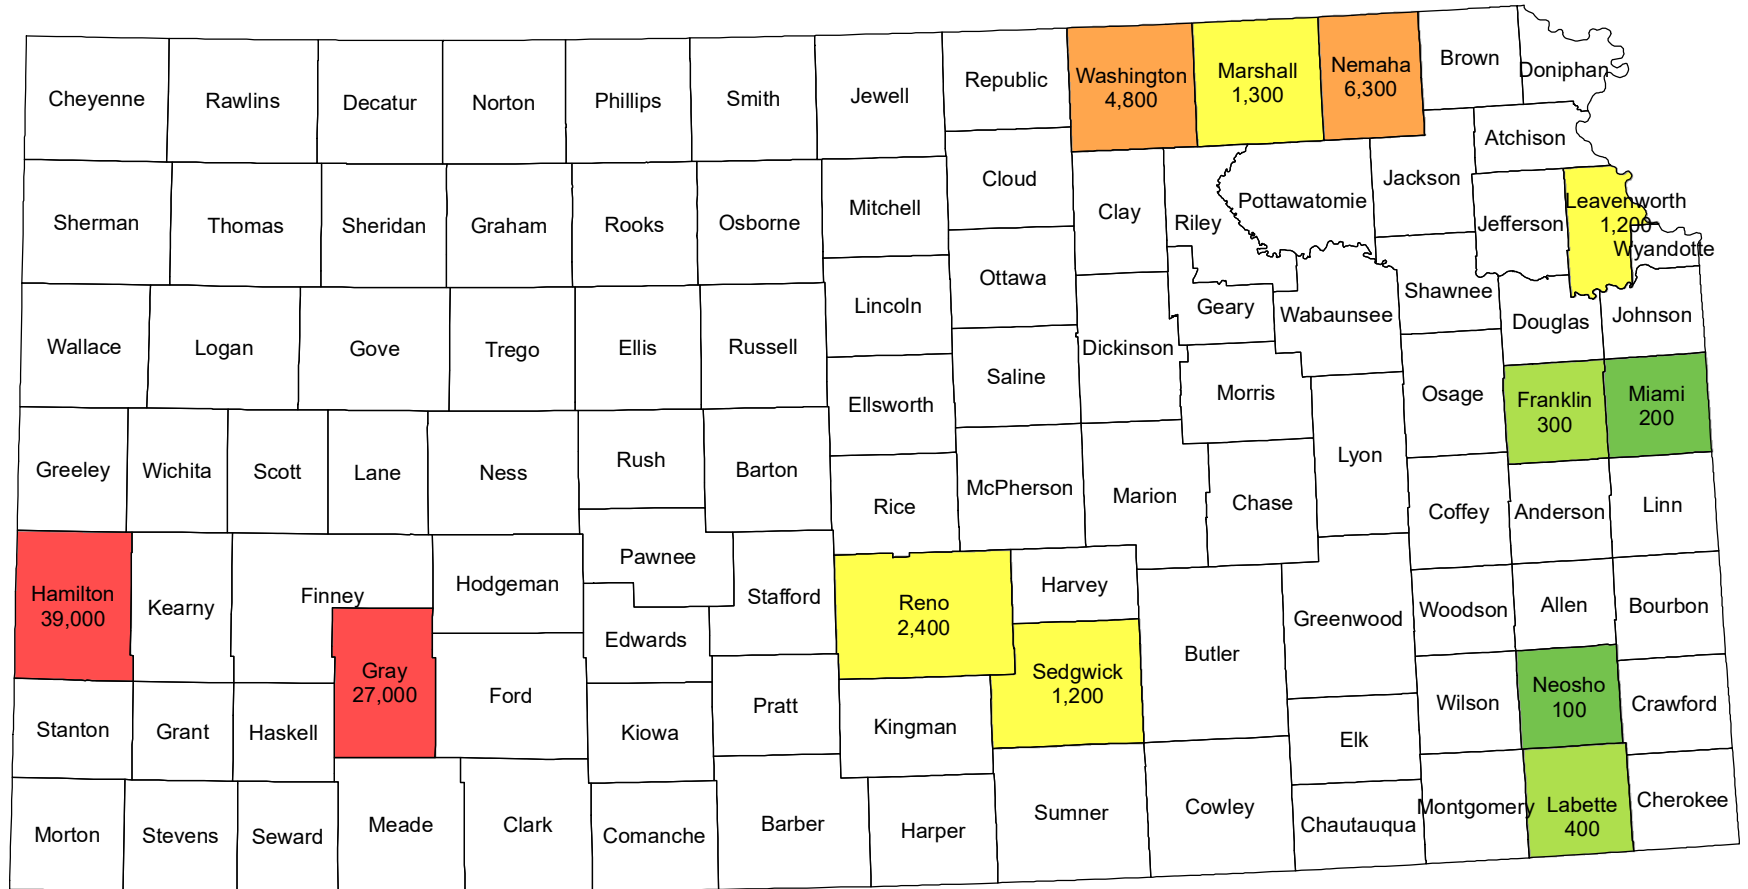 Cheyenne
Rawlins
Decatur
Norton
Phillips
Smith
Jewell
Republic
Washington
4,800
Marshall
1,300
Nemaha
6,300
Brown
Doniphan
Atchison
Sherman
Thomas
Sheridan
Graham
Rooks
Osborne
Mitchell
Cloud
Clay
Riley
Pottawatomie
Jackson
Jefferson
Leavenworth
1,200
Wyandotte
Lincoln
Ottawa
Geary
Wabaunsee
Shawnee
Douglas
Johnson
Wallace
Logan
Gove
Trego
Ellis
Russell
Ellsworth
Saline
Dickinson
Morris
Osage
Franklin
300
Miami
200
Greeley
Wichita
Scott
Lane
Ness
Rush
Barton
Rice
McPherson
Marion
Chase
Lyon
Coffey
Anderson
Linn
Hamilton
39,000
Kearny
Finney
Hodgeman
Pawnee
Stafford
Reno
2,400
Harvey
Greenwood
Woodson
Allen
Bourbon
Gray
27,000
Edwards
Sedgwick
1,200
Butler
Stanton
Grant
Haskell
Ford
Kiowa
Pratt
Kingman
Elk
Wilson
Neosho
100
Crawford
Morton
Stevens
Seward
Meade
Clark
Comanche
Barber
Harper
Sumner
Cowley
Chautauqua
Montgomery
Labette
400
Cherokee